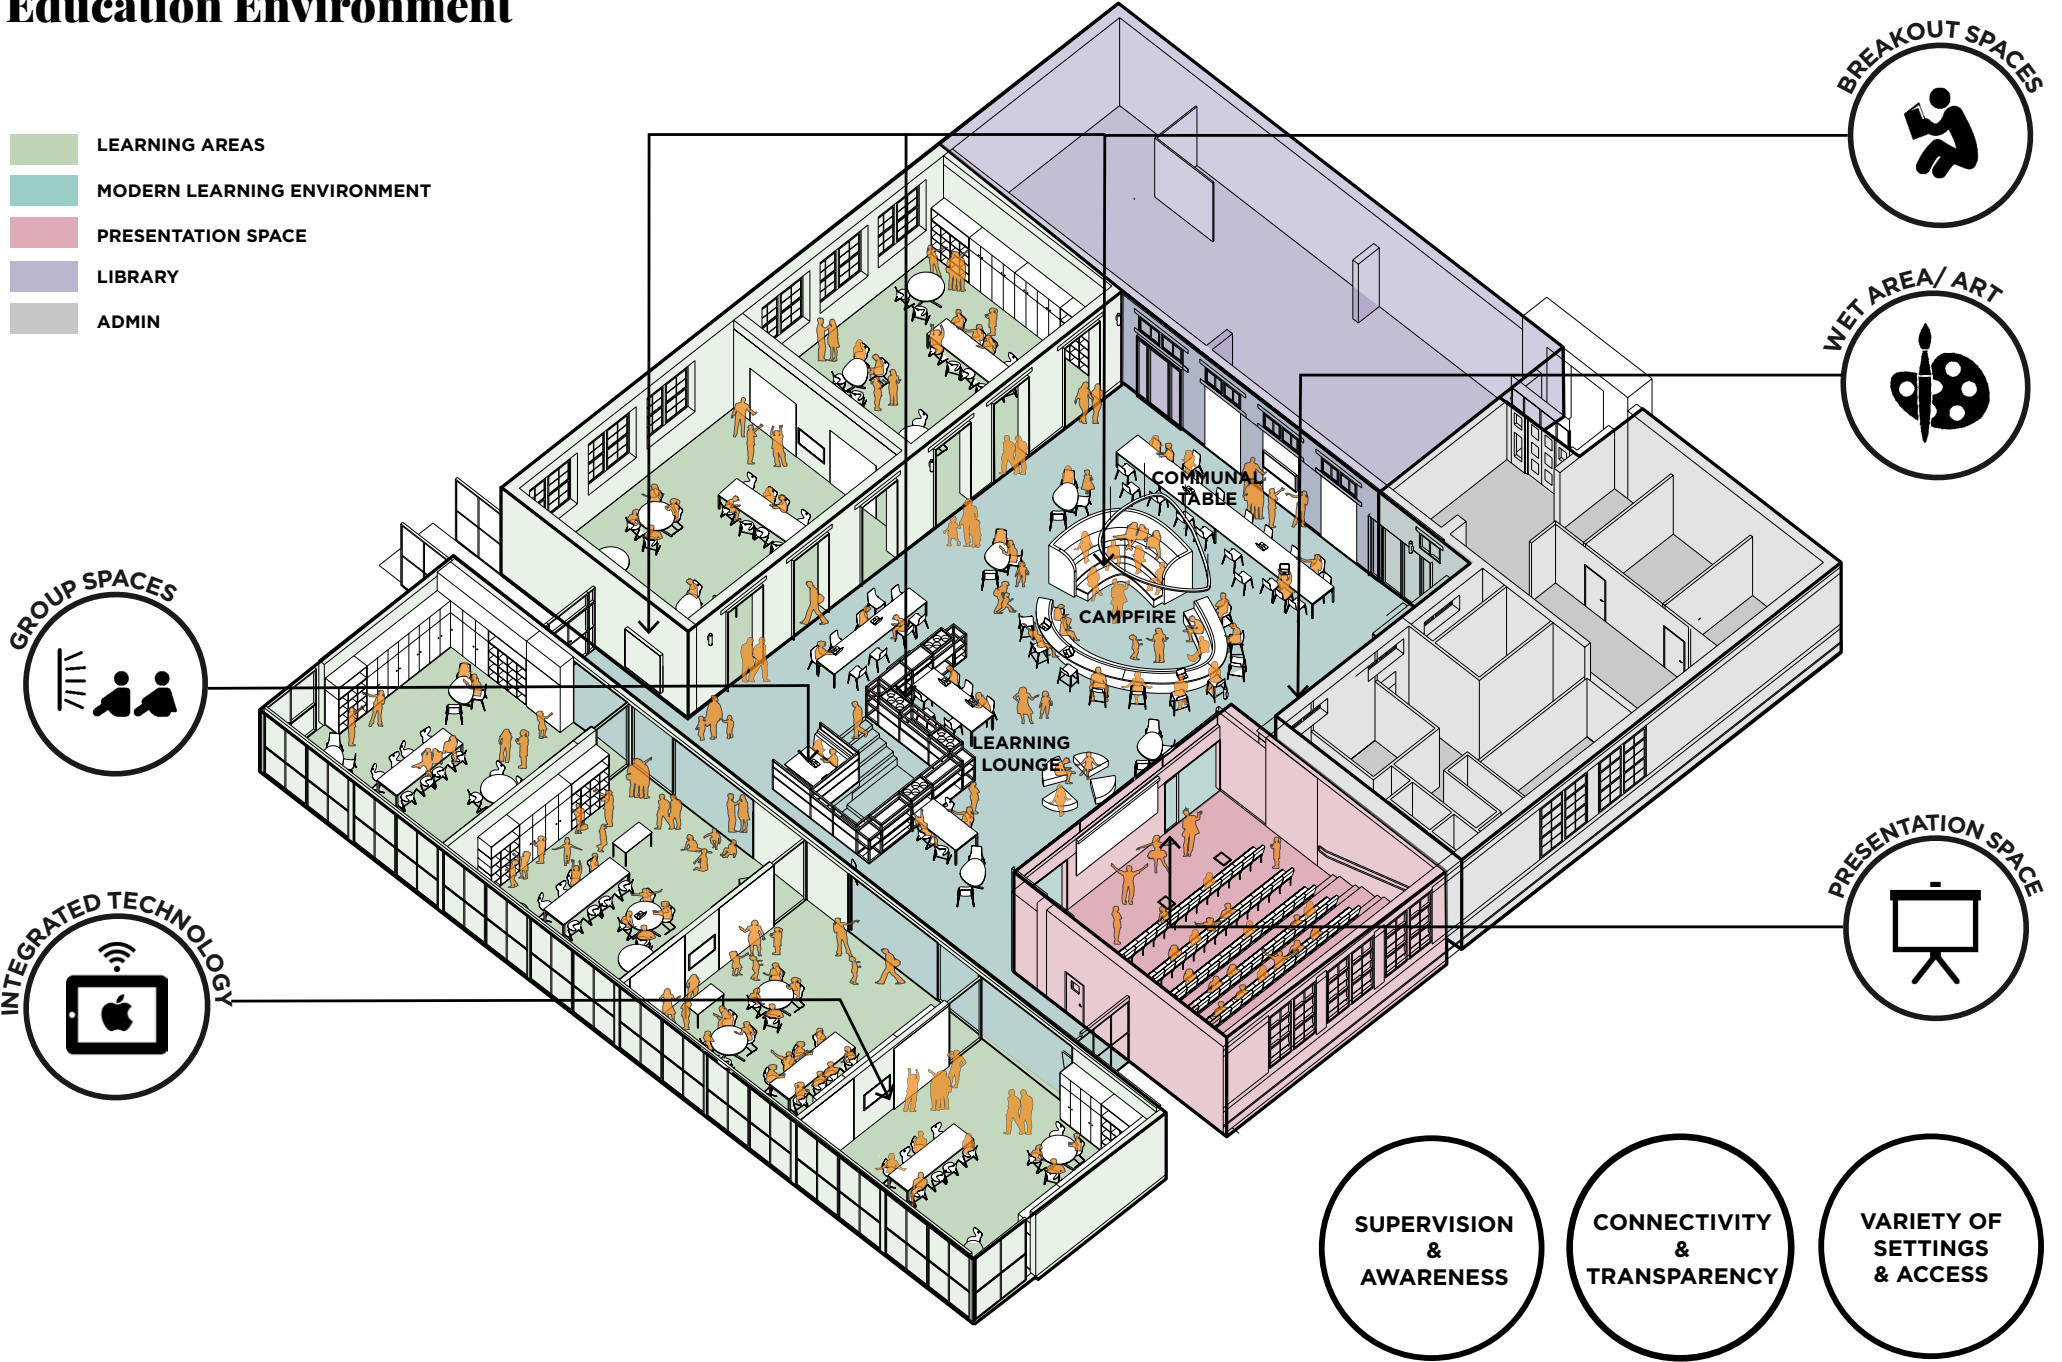 Education Environment
LEARNING AREAS
MODERN LEARNING ENVIRONMENT
PRESENTATION SPACE
LIBRARY
ADMIN
BREAKOUT SPACES
WET AREA/ ART
COMMUNAL
TABLE
CAMPFIRE
GROUP SPACES
LEARNING
LOUNGE
PRESENTATION SPACE
INTEGRATED TECHNOLOGY
SUPERVISION
&
AWARENESS
CONNECTIVITY
&
TRANSPARENCY
VARIETY OF
SETTINGS
& ACCESS